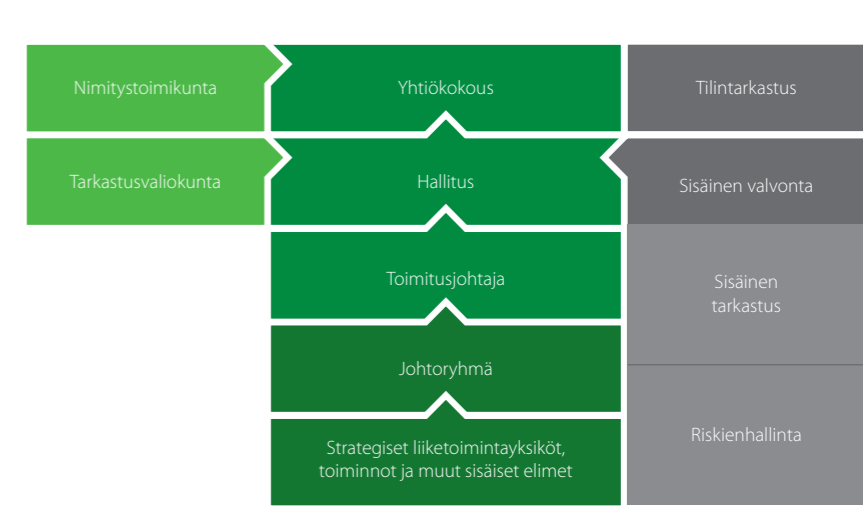 Nimitystoimikunta
Yhtiökokous
Tilintarkastus
Tarkastusvaliokunta
Hallitus
Sisäinen valvonta
Toimitusjohtaja
Sisäinen
tarkastus
Johtoryhmä
Riskienhallinta
Strategiset liiketoimintayksiköt,
toiminnot ja muut sisäiset elimet